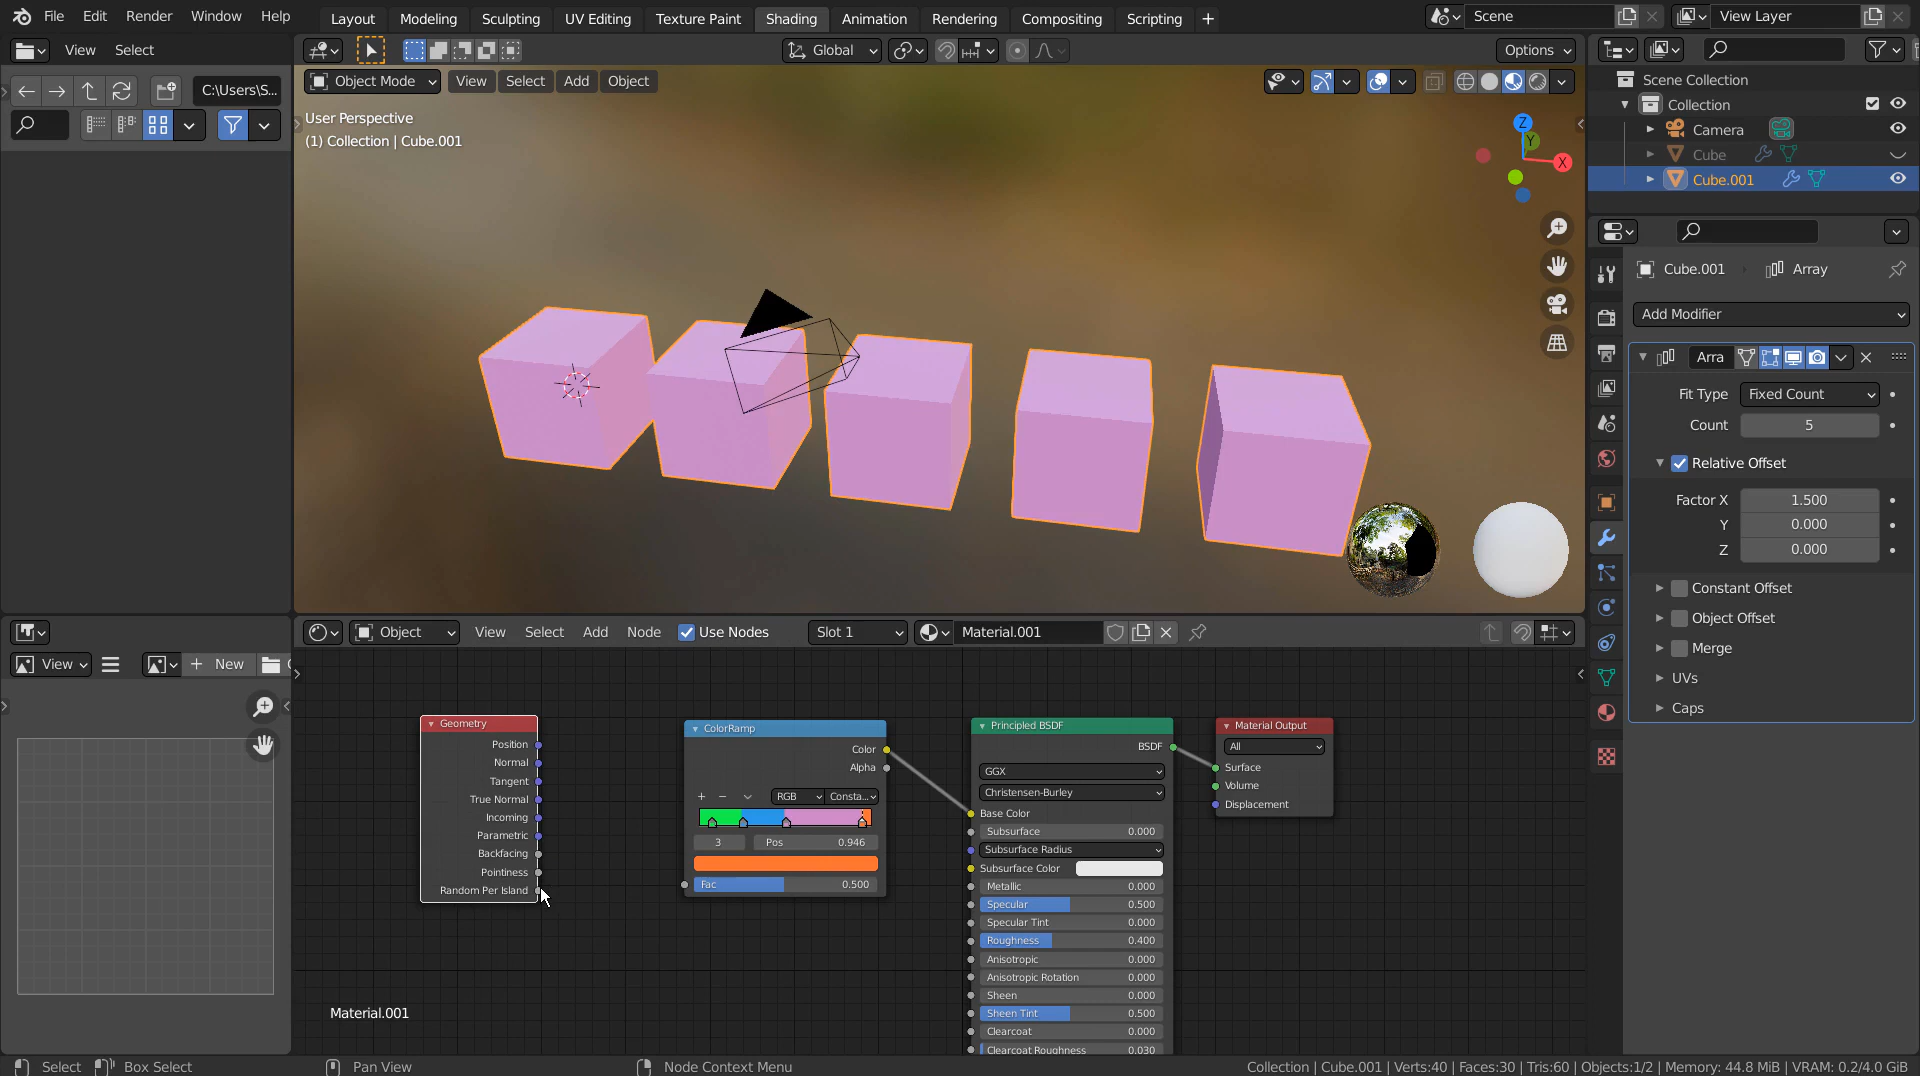 File Edit Render Window Help Layout Modeling Sculpting UV Editing Texture Paint Shading Animation Rendering Compositing Scripting + Scene View Layer
View Select Global Options
C:\Users\S...
Object Mode View Select Add Object
User Perspective
(1) Collection | Cube.001
Z
Y
X
Scene Collection
Collection
Camera
Cube
Cube.001
Cube.001 Array
Add Modifier
Arra
Fit Type Fixed Count
Count 5
Relative Offset
Factor X 1.500
Y 0.000
Z 0.000
Constant Offset
Object Offset
Merge
UVs
Caps
View + New
Object View Select Add Node Use Nodes Slot 1 Material.001
Geometry
Position
Normal
Tangent
True Normal
Incoming
Parametric
Backfacing
Pointiness
Random Per Island
ColorRamp
Color
Alpha
+ − RGB Consta...
3 Pos 0.946
Fac 0.500
Principled BSDF
BSDF
GGX
Christensen-Burley
Base Color
Subsurface 0.000
Subsurface Radius
Subsurface Color
Metallic 0.000
Specular 0.500
Specular Tint 0.000
Roughness 0.400
Anisotropic 0.000
Anisotropic Rotation 0.000
Sheen 0.000
Sheen Tint 0.500
Clearcoat 0.000
Clearcoat Roughness 0.030
Material Output
All
Surface
Volume
Displacement
Material.001
Select Box Select Pan View Node Context Menu Collection | Cube.001 | Verts:40 | Faces:30 | Tris:60 | Objects:1/2 | Memory: 44.8 MiB | VRAM: 0.2/4.0 GiB